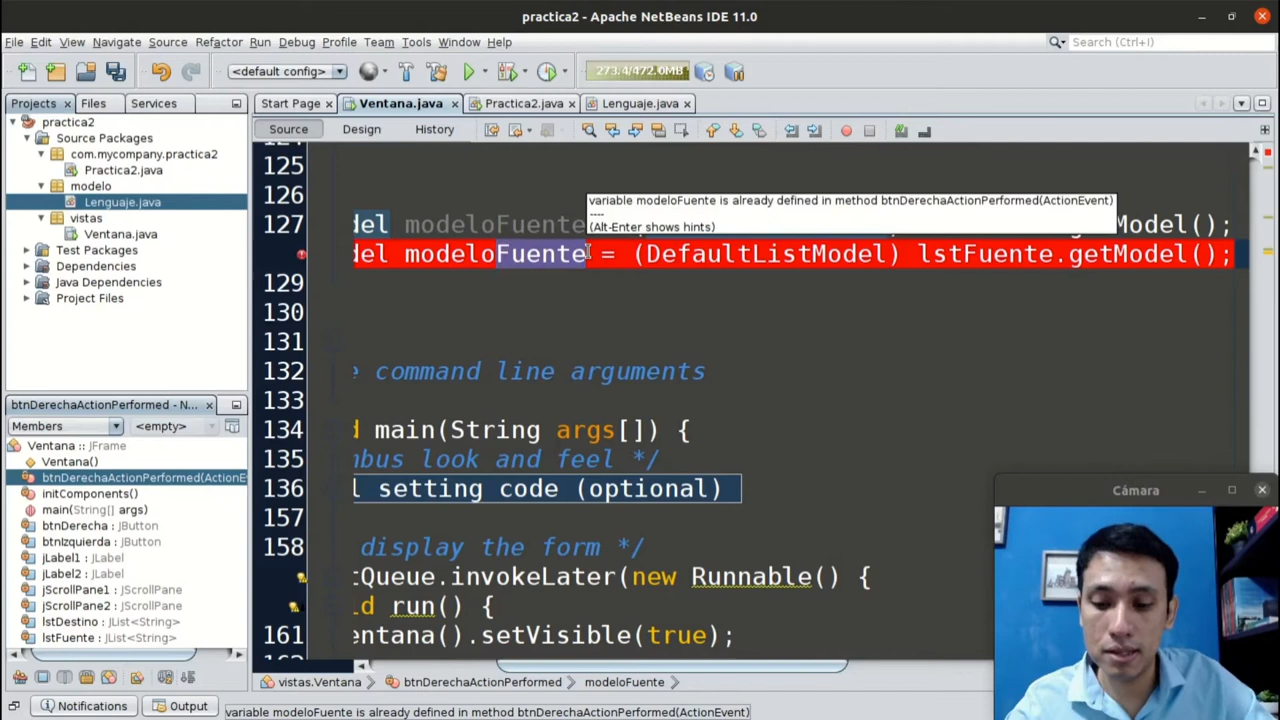 practica2 - Apache NetBeans IDE 11.0
File Edit View Navigate Source Refactor Run Debug Profile Team Tools Window Help
Search (Ctrl+I)
<default config>
273.4/472.0MB
Projects Files Services
Start Page Ventana.java Practica2.java Lenguaje.java
practica2
Source Packages
com.mycompany.practica2
Practica2.java
modelo
Lenguaje.java
vistas
Ventana.java
Test Packages
Dependencies
Java Dependencies
Project Files
Source Design History
125
126
variable modeloFuente is already defined in method btnDerechaActionPerformed(ActionEvent)
----
(Alt-Enter shows hints)
127 del modeloFuente Model();
del modeloFuente = (DefaultListModel) lstFuente.getModel();
129
130
131
132 e command line arguments
133
134 d main(String args[]) {
135 mbus look and feel */
136 l setting code (optional)
157
158 display the form */
tQueue.invokeLater(new Runnable() {
id run() {
161 entana().setVisible(true);
btnDerechaActionPerformed - N...
Members <empty>
Ventana :: JFrame
Ventana()
btnDerechaActionPerformed(ActionEv
initComponents()
main(String[] args)
btnDerecha : JButton
btnIzquierda : JButton
jLabel1 : JLabel
jLabel2 : JLabel
jScrollPane1 : JScrollPane
jScrollPane2 : JScrollPane
lstDestino : JList<String>
lstFuente : JList<String>
Cámara
vistas.Ventana btnDerechaActionPerformed modeloFuente
Notifications Output
variable modeloFuente is already defined in method btnDerechaActionPerformed(ActionEvent)